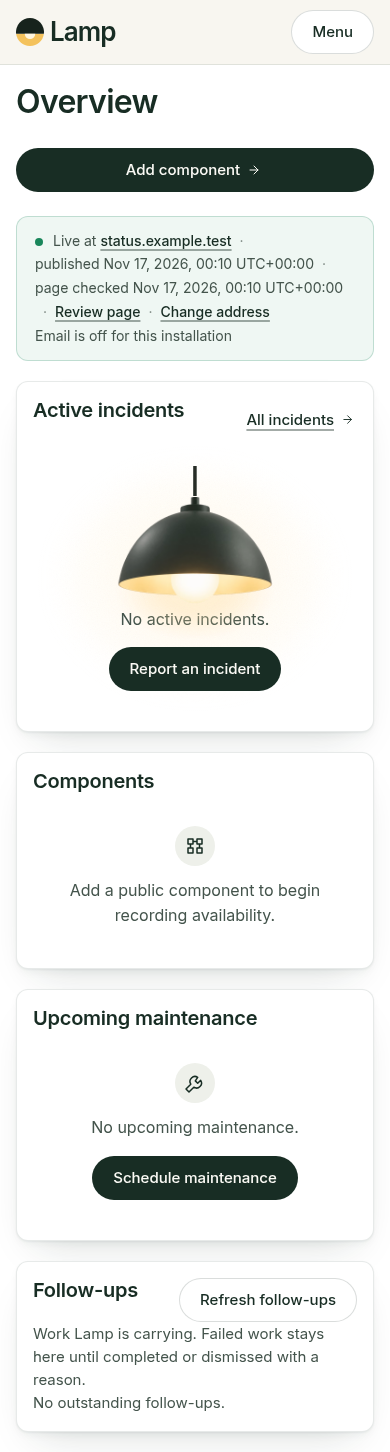 Lamp
Menu
Overview
Add component →
Live at status.example.test ·
published Nov 17, 2026, 00:10 UTC+00:00 ·
page checked Nov 17, 2026, 00:10 UTC+00:00
· Review page · Change address
Email is off for this installation
Active incidents
All incidents →
No active incidents.
Report an incident
Components
Add a public component to begin
recording availability.
Upcoming maintenance
No upcoming maintenance.
Schedule maintenance
Follow-ups
Refresh follow-ups
Work Lamp is carrying. Failed work stays
here until completed or dismissed with a
reason.
No outstanding follow-ups.